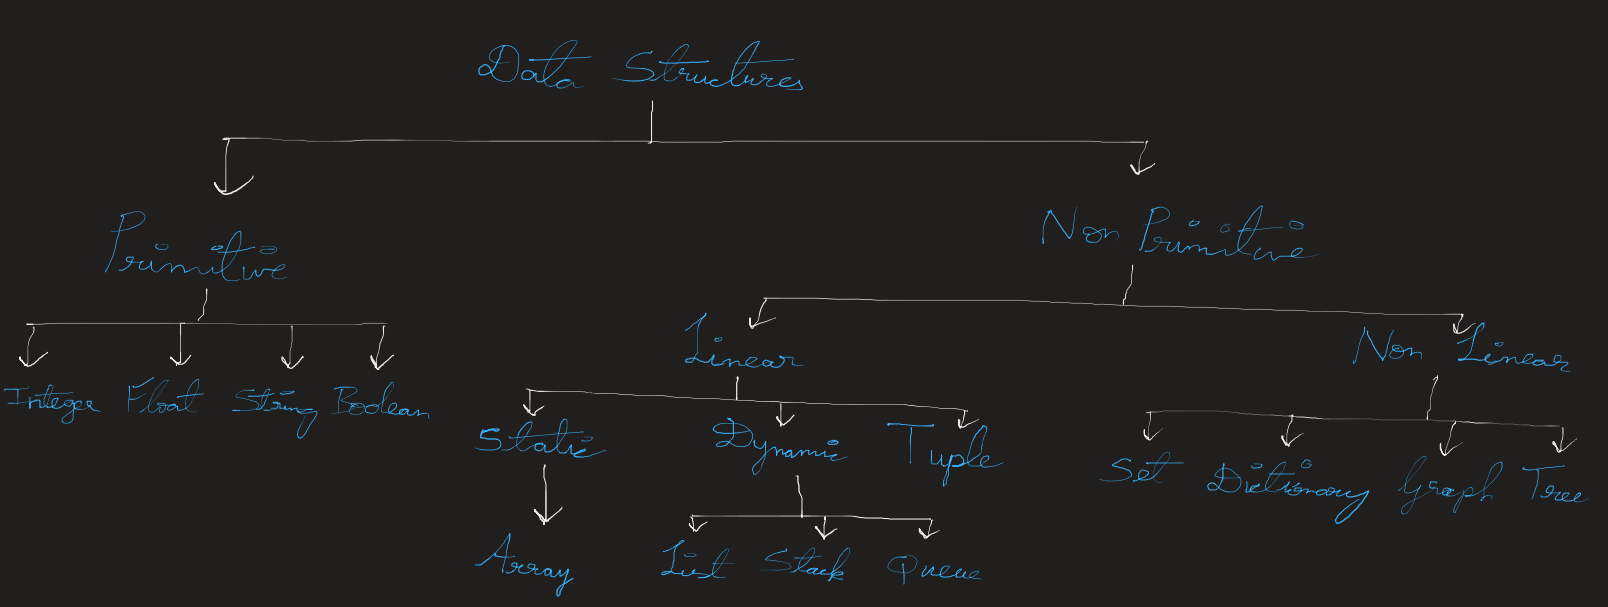 Data Structures
Primitive
Non Primitive
Integer Float String Boolean
Linear
Non Linear
Static Dynamic Tuple
Set Dictionary Graph Tree
Array List Stack Queue